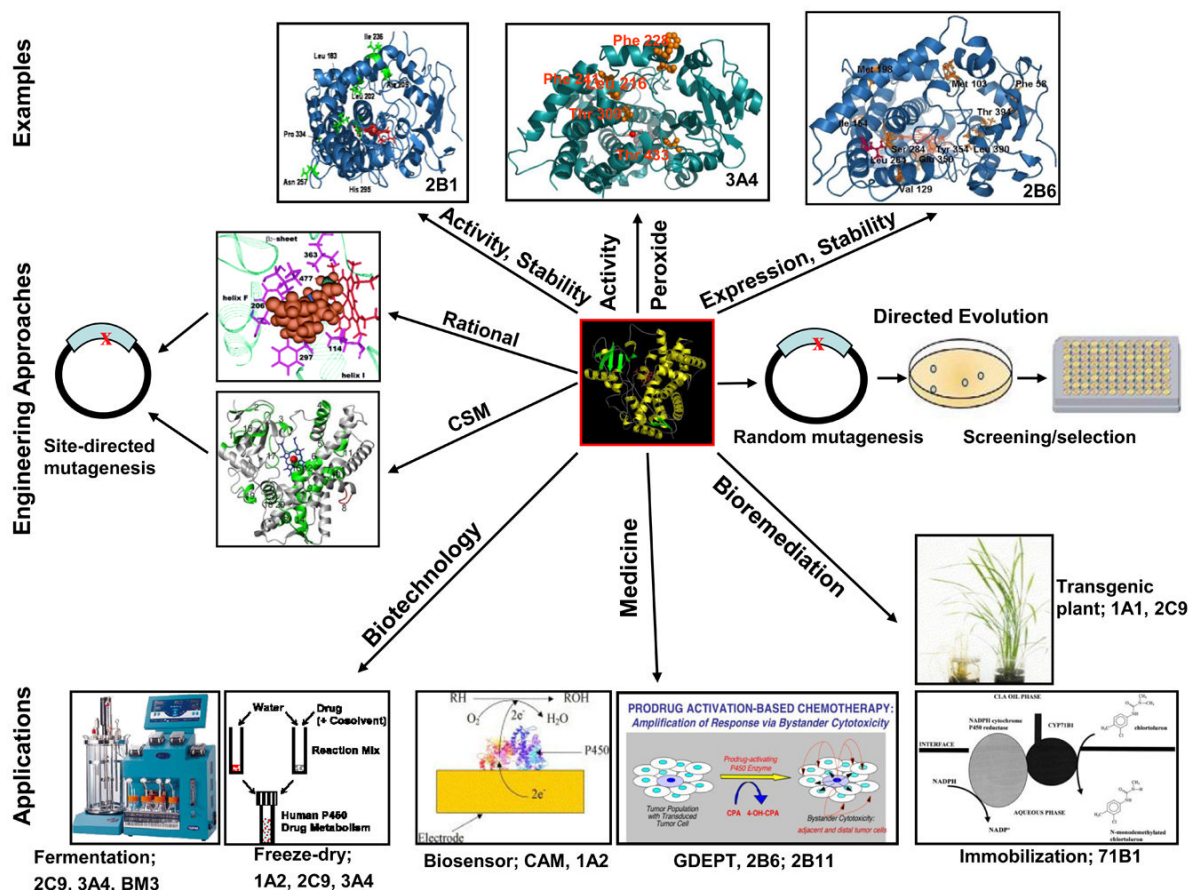 Examples
Ile 236
Leu 183
Leu 202
Pro 334
Asn 257
His 295
2B1
Phe 228
Phe 241
Leu 216
Thr 309
Thr 433
3A4
Met 198
Met 103
Phe 58
Thr 391
Ser 284
Tyr 354
Leu 390
Leu 264
Val 129
2B6
Activity, Stability
Activity
Peroxide
Expression, Stability
Engineering Approaches
X
Site-directed
mutagenesis
363
477
helix F
206
297
114
helix I
Rational
CSM
Directed Evolution
X
Random mutagenesis
Screening/selection
Biotechnology
Medicine
Bioremediation
Transgenic
plant; 1A1, 2C9
Applications
Fermentation;
2C9, 3A4, BM3
Water
Drug
(+ Cosolvent)
Reaction Mix
Human P450
Drug Metabolism
Freeze-dry;
1A2, 2C9, 3A4
RH
ROH
O₂
2e⁻
H₂O
P450
2e⁻
Electrode
Biosensor; CAM, 1A2
PRODRUG ACTIVATION-BASED CHEMOTHERAPY:
Amplification of Response via Bystander Cytotoxicity
Prodrug-activating
P450 Enzyme
CPA 4-OH-CPA
Tumor Population
with Transduced
Tumor Cell
Bystander Cytotoxicity:
adjacent and distal tumor cells
GDEPT, 2B6; 2B11
CLA OIL PHASE
NADPH cytochrome
P450 reductase
CYP71B1
chlortoluron
INTERFACE
NADPH
AQUEOUS PHASE
NADP⁺
N-monodemethylated
chlortoluron
Immobilization; 71B1